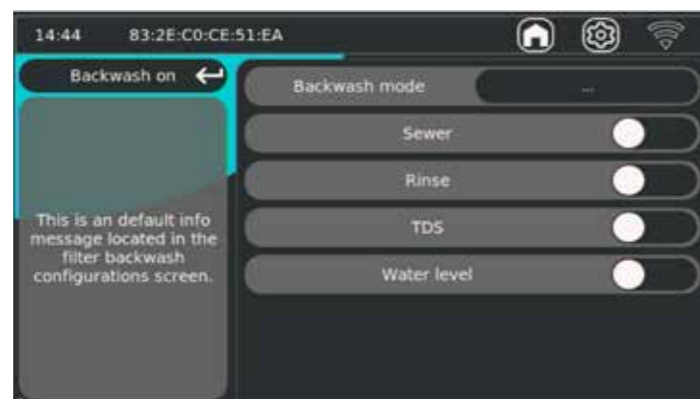 14:44 83:2E:C0:CE:51:EA
Backwash on
This is an default info
message located in the
filter backwash
configurations screen.
Backwash mode ...
Sewer
Rinse
TDS
Water level